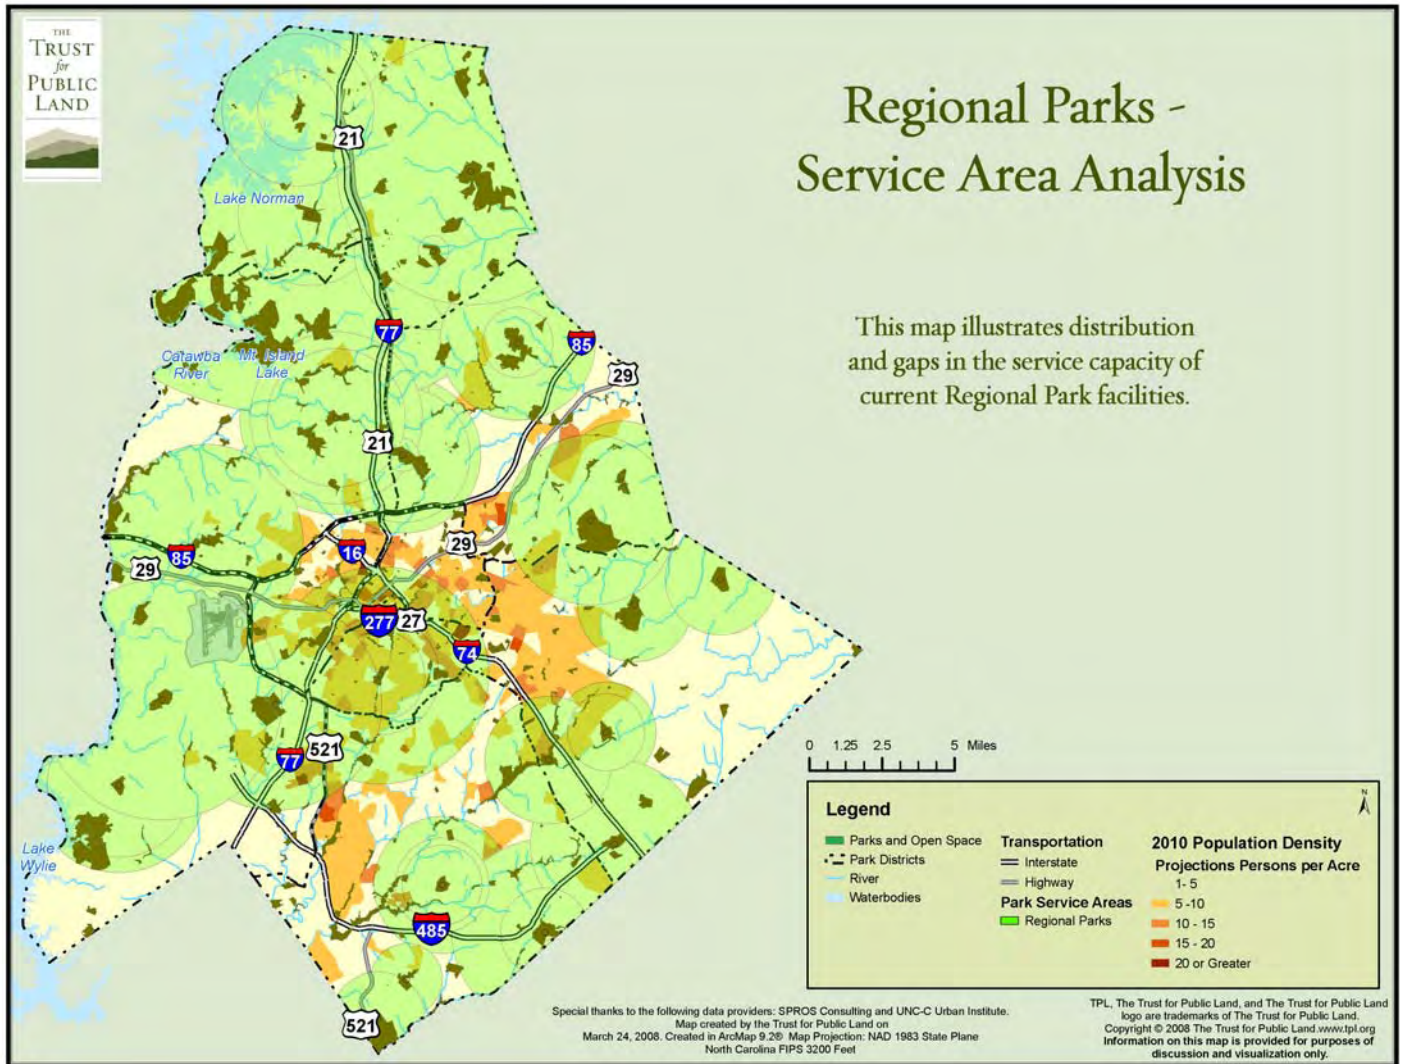 THE
TRUST
for
PUBLIC
LAND
Regional Parks -
Service Area Analysis
This map illustrates distribution
and gaps in the service capacity of
current Regional Park facilities.
21
Lake Norman
77
85
Catawba
River
Mt. Island
Lake
29
21
85
29
16
29
277
27
74
77
521
Lake
Wylie
485
521
0 1.25 2.5 5 Miles
Legend
Parks and Open Space
Park Districts
River
Waterbodies
Transportation
Interstate
Highway
Park Service Areas
Regional Parks
2010 Population Density
Projections Persons per Acre
1- 5
5 -10
10 - 15
15 - 20
20 or Greater
N
Special thanks to the following data providers: SPROS Consulting and UNC-C Urban Institute.
Map created by the Trust for Public Land on
March 24, 2008. Created in ArcMap 9.2® Map Projection: NAD 1983 State Plane
North Carolina FIPS 3200 Feet
TPL, The Trust for Public Land, and The Trust for Public Land
logo are trademarks of The Trust for Public Land.
Copyright © 2008 The Trust for Public Land.www.tpl.org
Information on this map is provided for purposes of
discussion and visualization only.